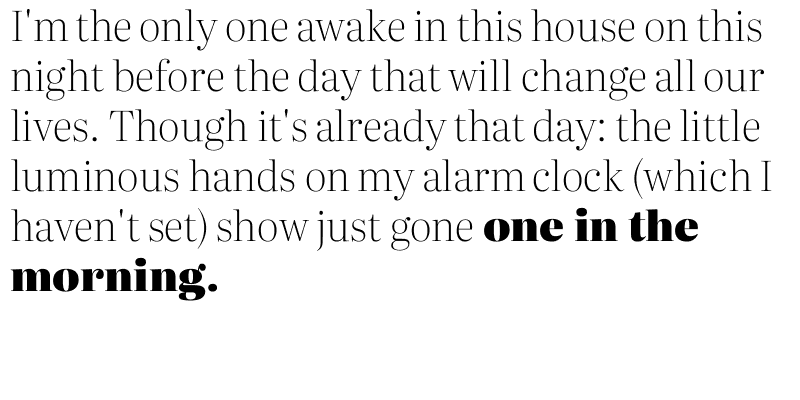 I'm the only one awake in this house on this
night before the day that will change all our
lives. Though it's already that day: the little
luminous hands on my alarm clock (which I
haven't set) show just gone one in the
morning.